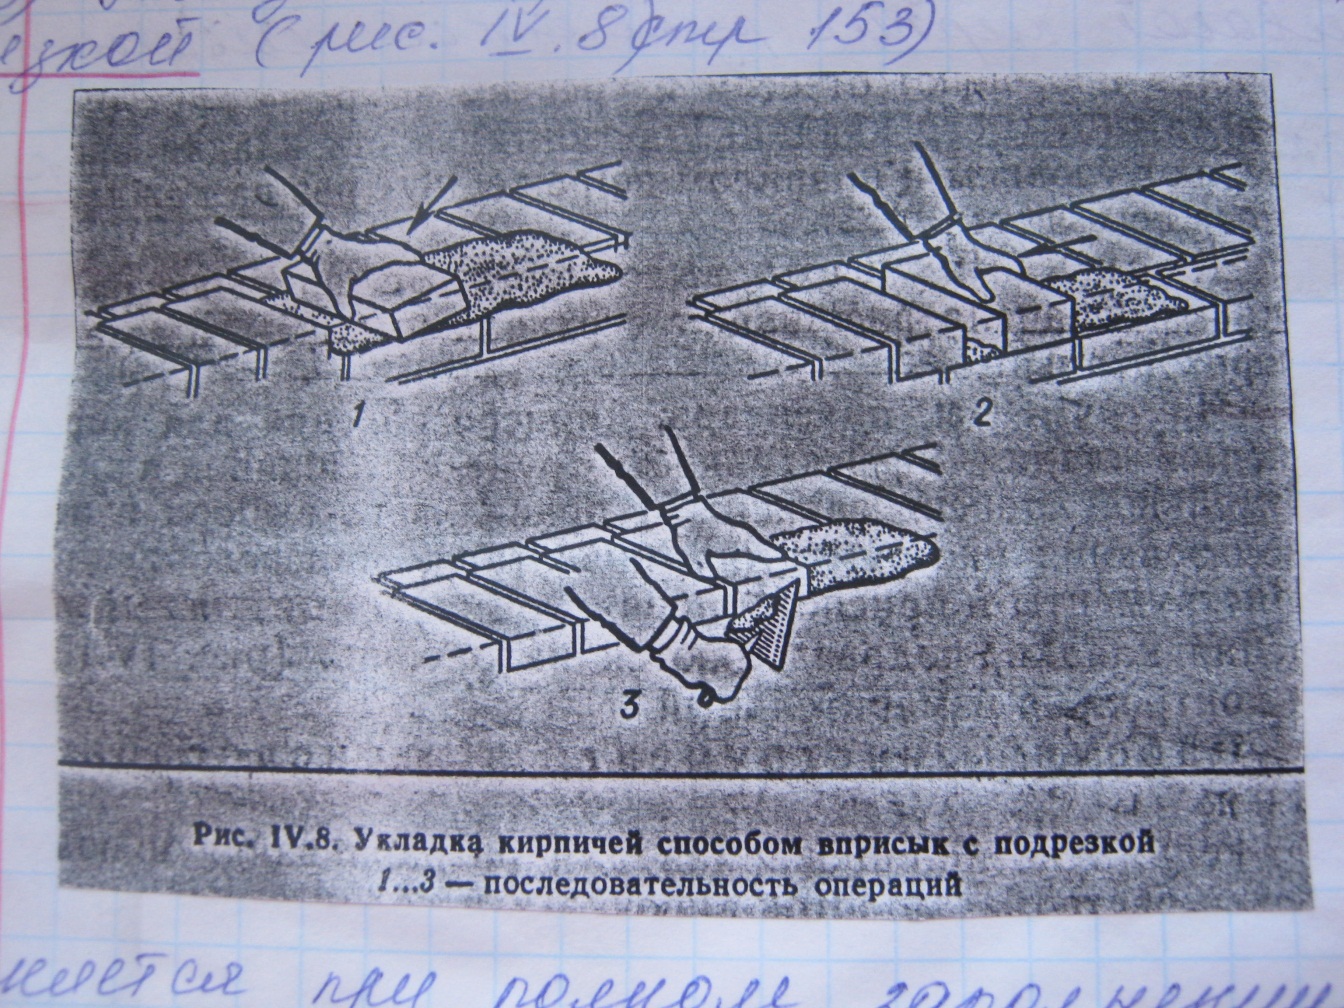 (рис. IV.8 стр 153)
1
2
3
Рис. IV.8. Укладка кирпичей способом вприсык с подрезкой
1...3 — последовательность операций
при полном